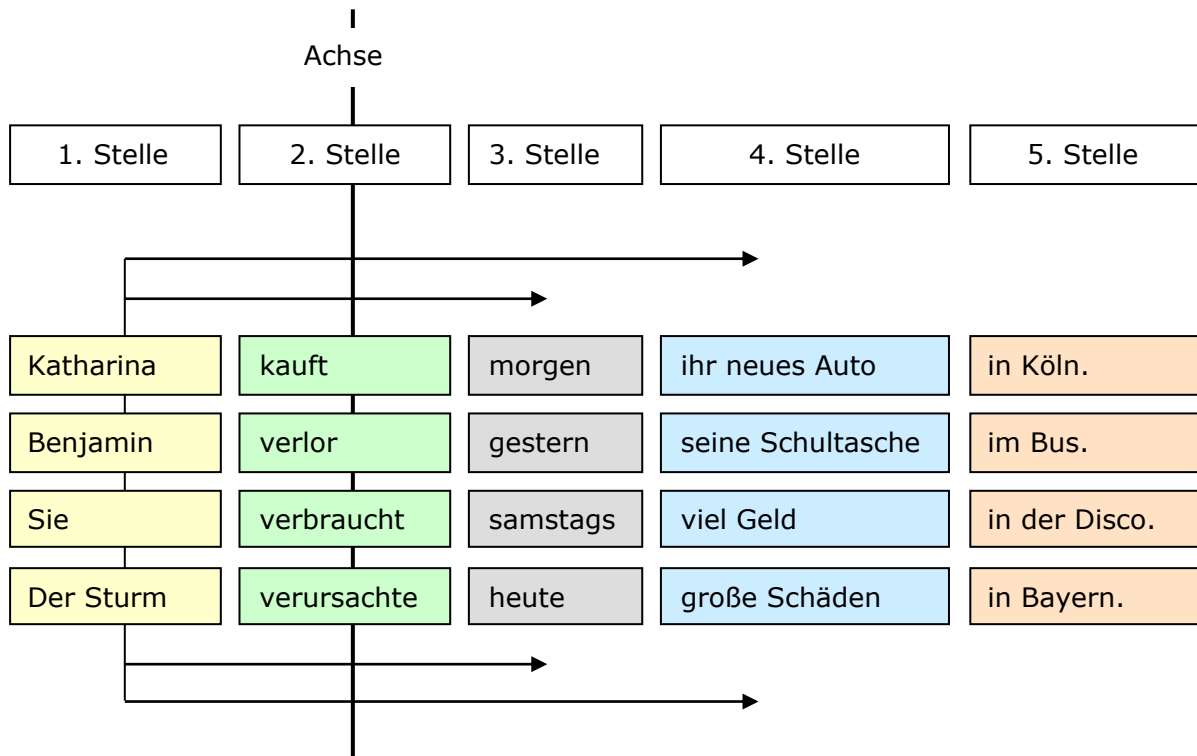 Achse
1. Stelle 2. Stelle 3. Stelle 4. Stelle 5. Stelle
Katharina kauft morgen ihr neues Auto in Köln.
Benjamin verlor gestern seine Schultasche im Bus.
Sie verbraucht samstags viel Geld in der Disco.
Der Sturm verursachte heute große Schäden in Bayern.